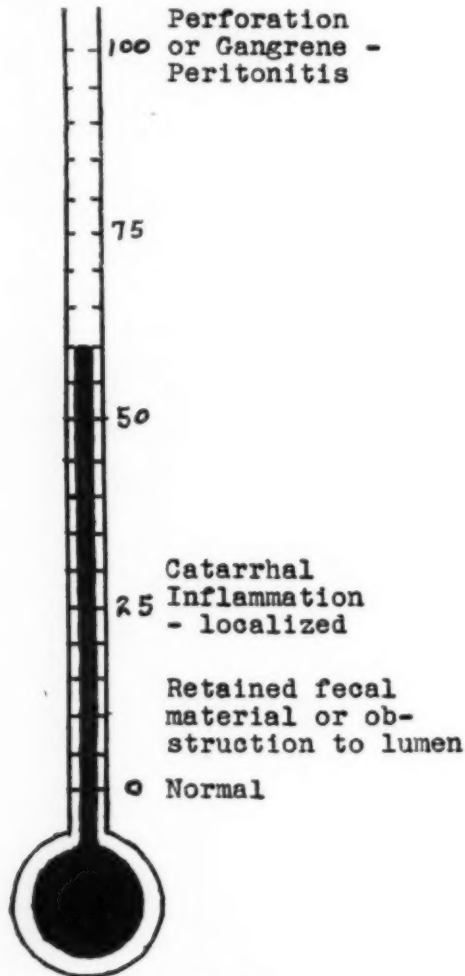 Perforation
100 or Gangrene -
Peritonitis
75
50
Catarrhal
25 Inflammation
- localized
Retained fecal
material or ob-
struction to lumen
0 Normal